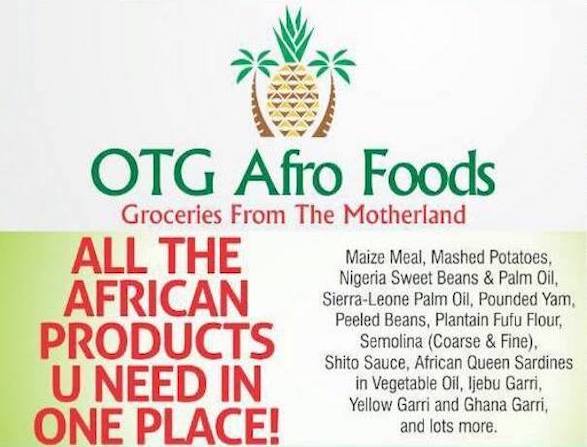 OTG Afro Foods
Groceries From The Motherland
ALL THE
AFRICAN
PRODUCTS
U NEED IN
ONE PLACE!
Maize Meal, Mashed Potatoes,
Nigeria Sweet Beans & Palm Oil,
Sierra-Leone Palm Oil, Pounded Yam,
Peeled Beans, Plantain Fufu Flour,
Semolina (Coarse & Fine),
Shito Sauce, African Queen Sardines
in Vegetable Oil, Ijebu Garri,
Yellow Garri and Ghana Garri,
and lots more.